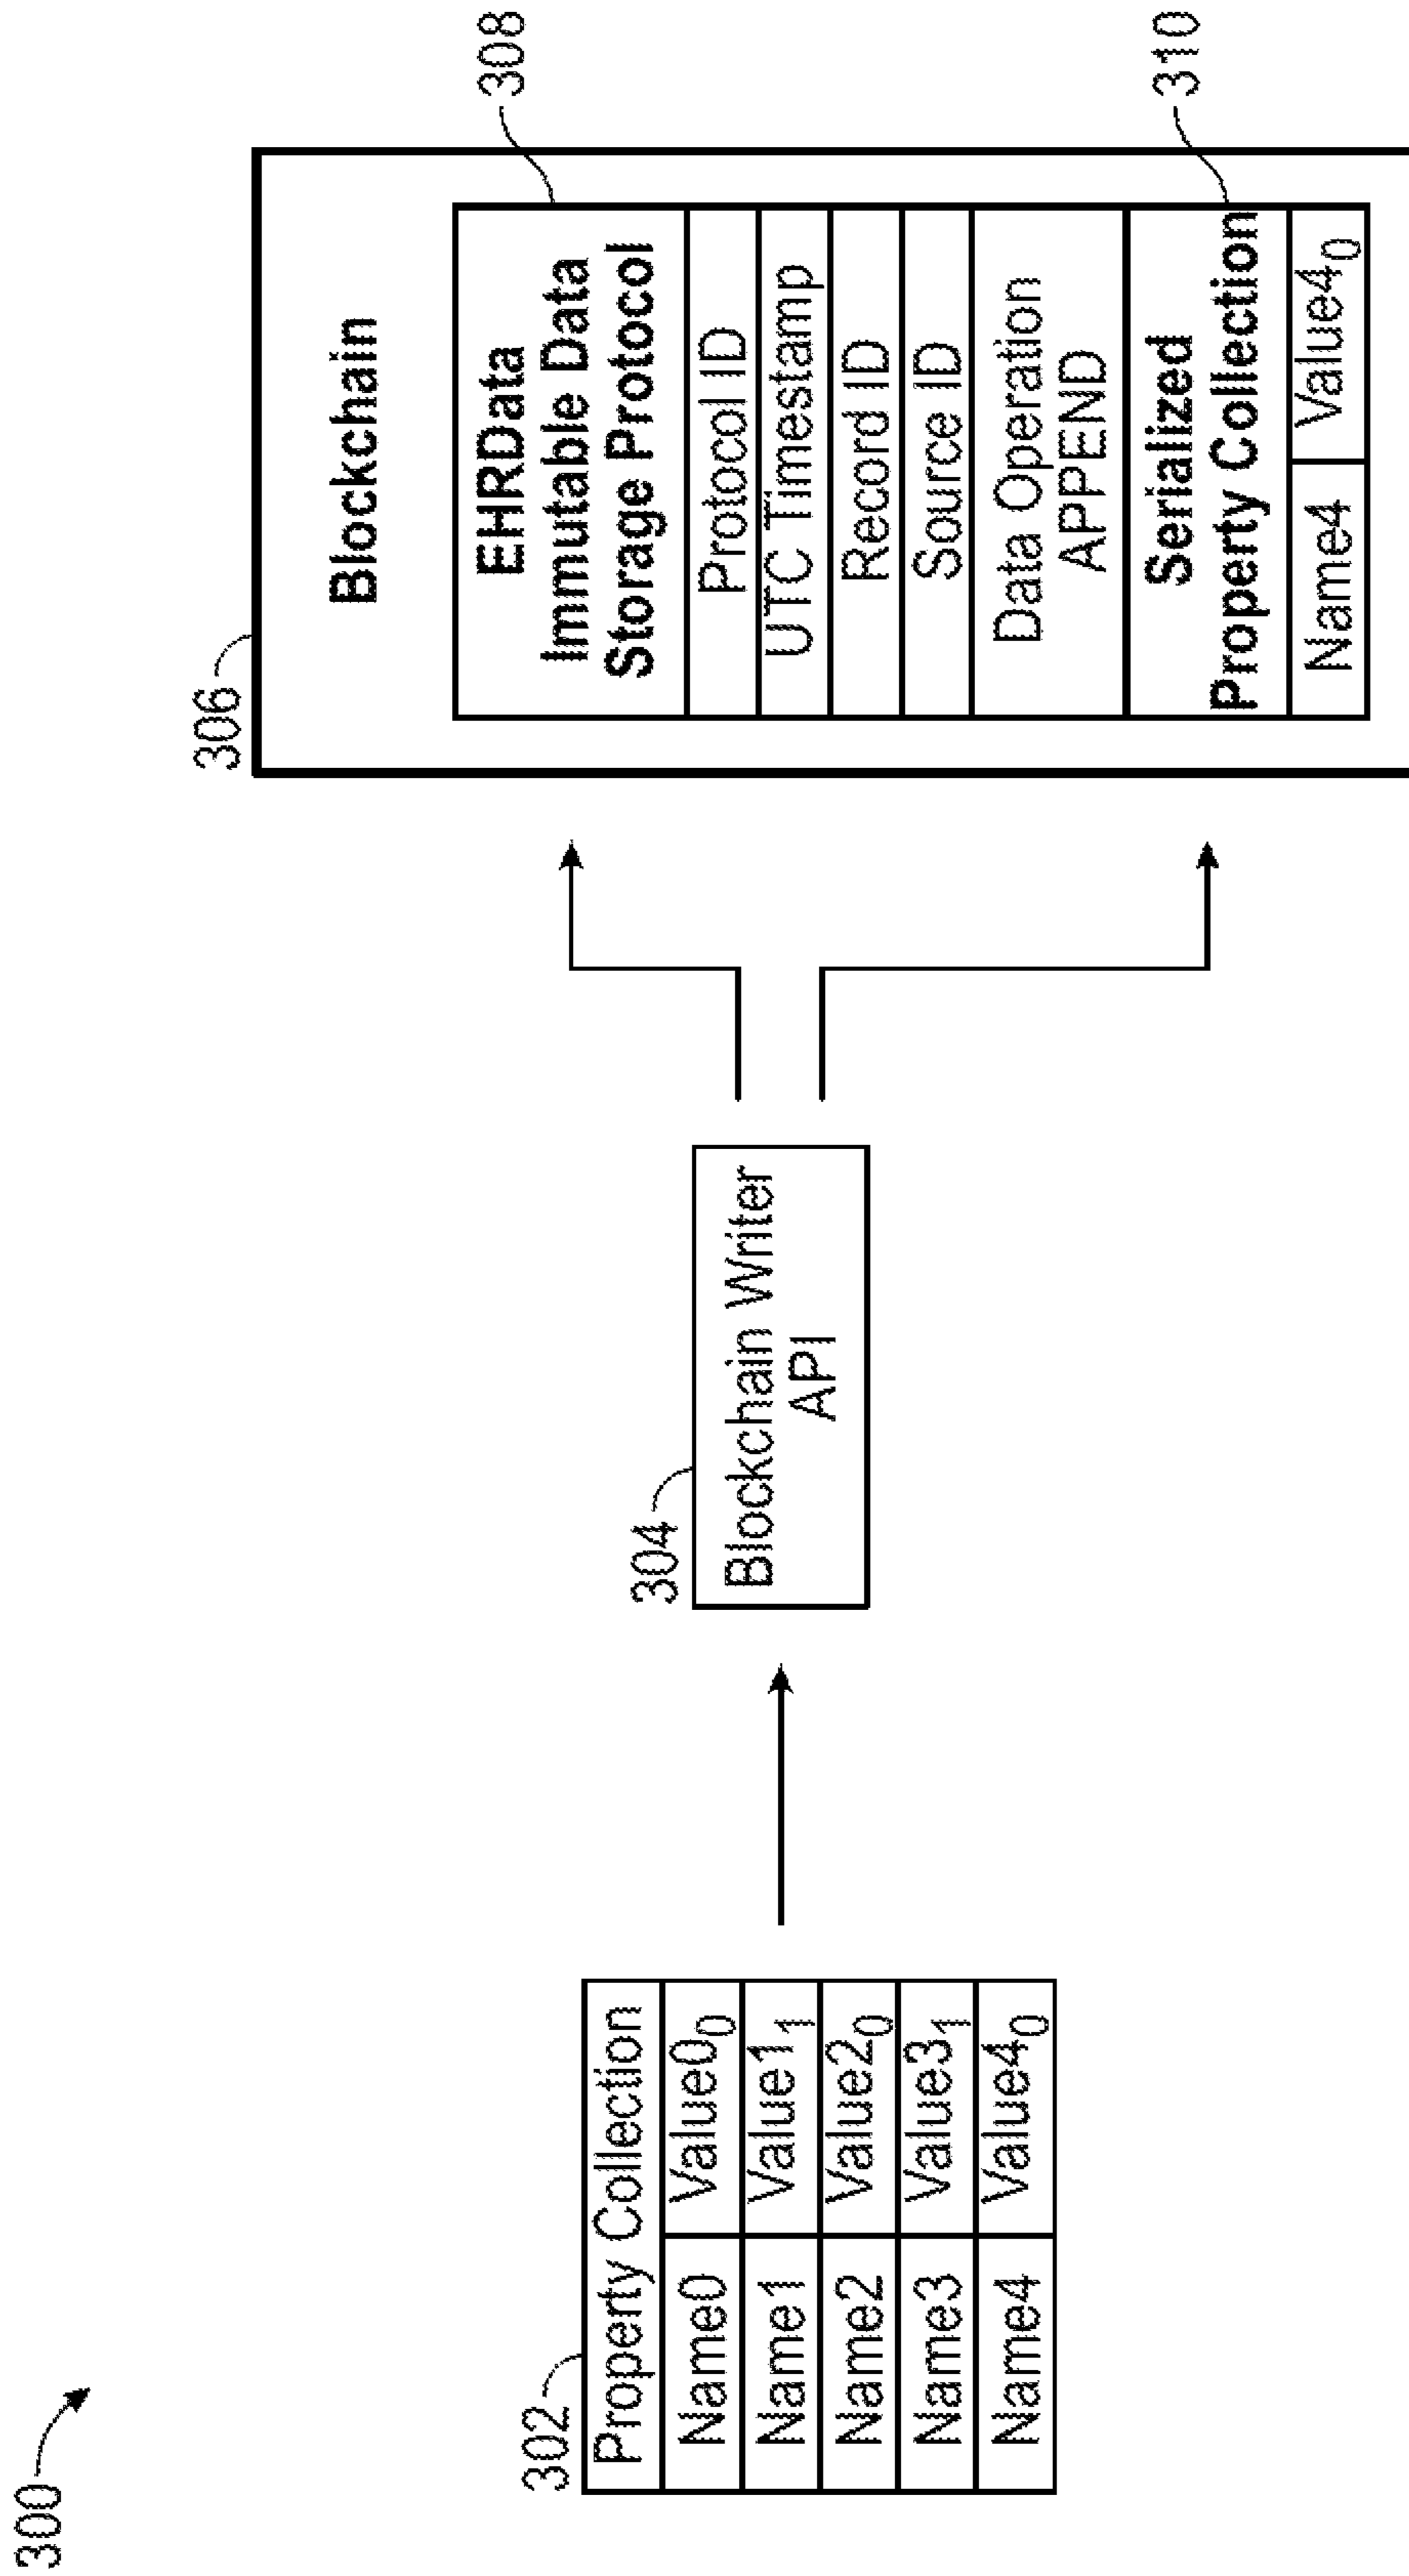 300
302
Property Collection
Name0 Value0₀
Name1 Value1₁
Name2 Value2₀
Name3 Value3₁
Name4 Value4₀
304
Blockchain Writer
API
306
Blockchain
308
EHRData
Immutable Data
Storage Protocol
Protocol ID
UTC Timestamp
Record ID
Source ID
Data Operation
APPEND
310
Serialized
Property Collection
Name4 Value4₀